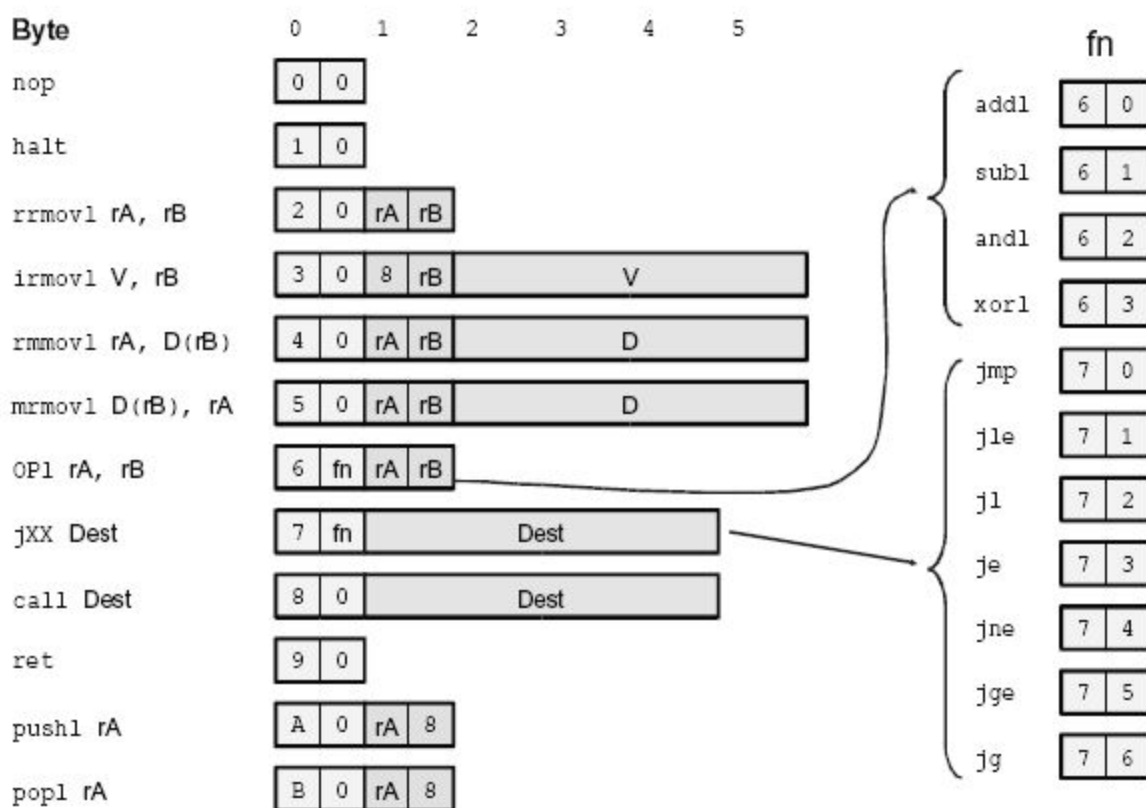 Byte 0 1 2 3 4 5
nop 0 0
halt 1 0
rrmovl rA, rB 2 0 rA rB
irmovl V, rB 3 0 8 rB V
rmmovl rA, D(rB) 4 0 rA rB D
mrmovl D(rB), rA 5 0 rA rB D
OPl rA, rB 6 fn rA rB
jXX Dest 7 fn Dest
call Dest 8 0 Dest
ret 9 0
pushl rA A 0 rA 8
popl rA B 0 rA 8
fn
addl 6 0
subl 6 1
andl 6 2
xorl 6 3
jmp 7 0
jle 7 1
jl 7 2
je 7 3
jne 7 4
jge 7 5
jg 7 6